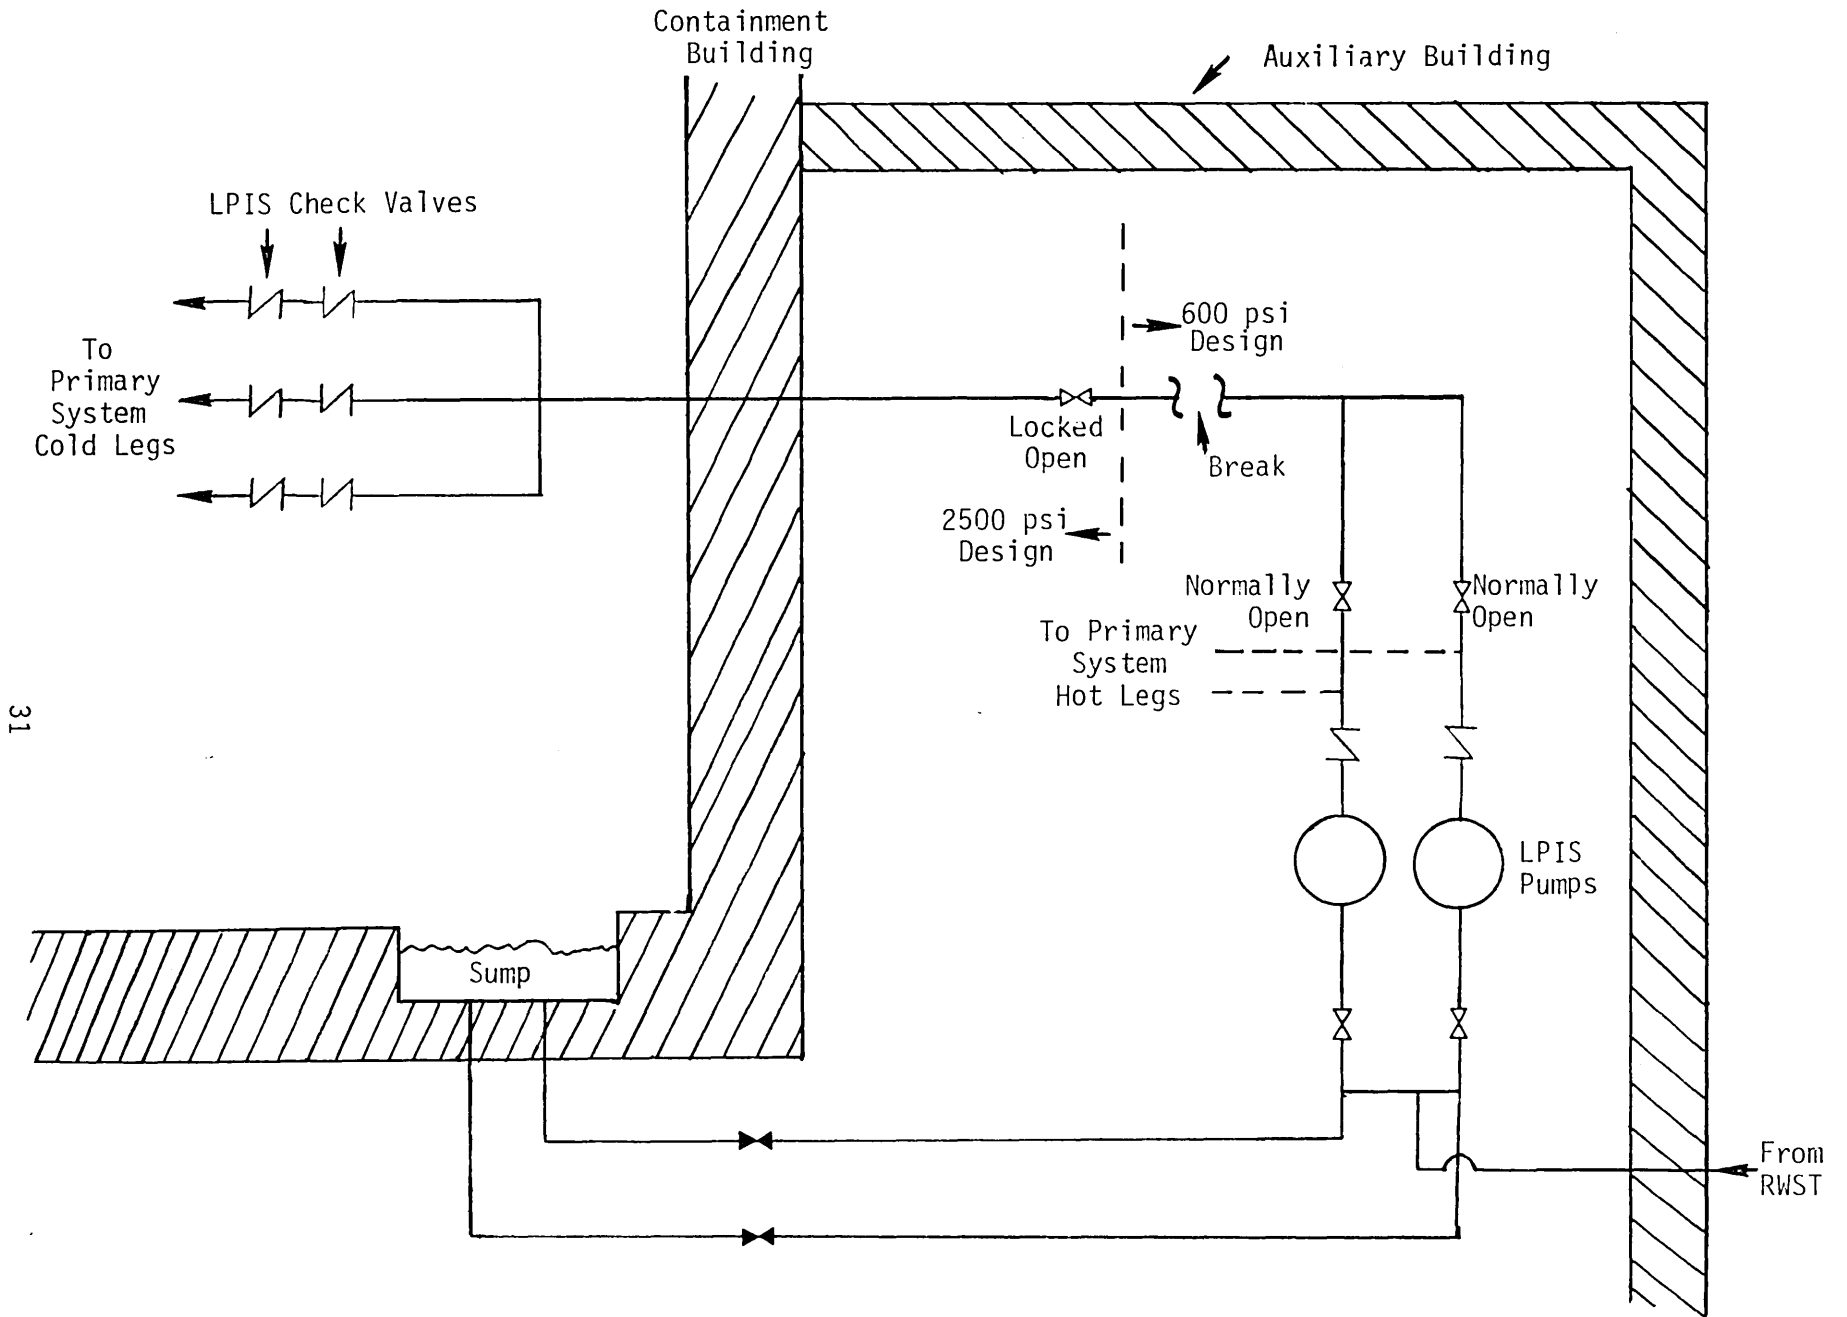 Containment
Building
Auxiliary Building
LPIS Check Valves
To
Primary
System
Cold Legs
600 psi
Design
Locked
Open
Break
2500 psi
Design
Normally
Open
Normally
Open
To Primary
System
Hot Legs
31
LPIS
Pumps
Sump
From
RWST